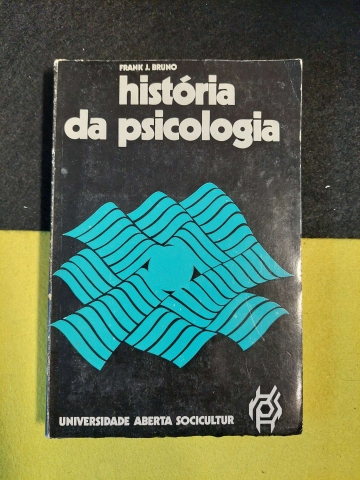 FRANK J. BRUNO
história
da psicologia
UNIVERSIDADE ABERTA SOCICULTUR